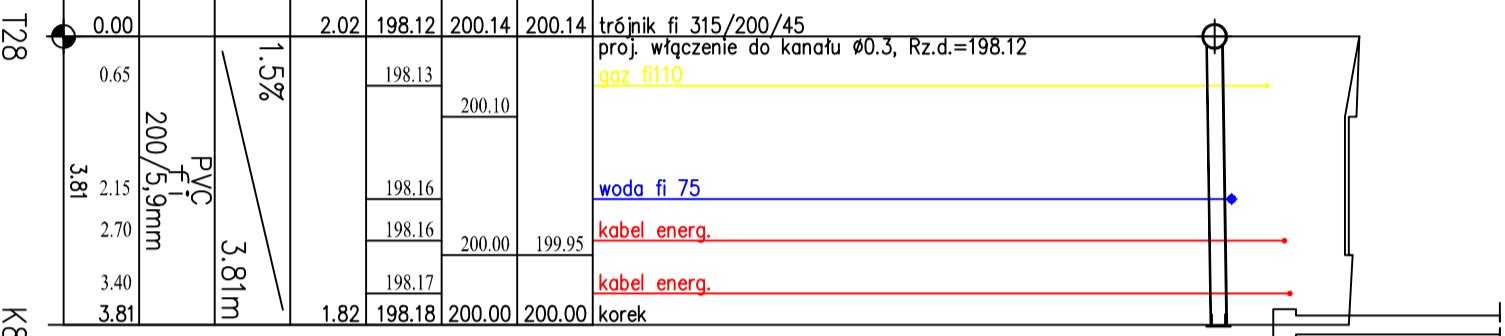 T28
0.00 2.02 198.12 200.14 200.14 trójnik fi 315/200/45
proj. włączenie do kanału ø0.3, Rz.d.=198.12
0.65 198.13 gaz fi110
1.5%
200.10
200/5,9mm
fi
PVC
3.81
2.15 198.16 woda fi 75
2.70 198.16 kabel energ.
200.00 199.95
3.81m
3.40 198.17 kabel energ.
3.81 1.82 198.18 200.00 200.00 korek